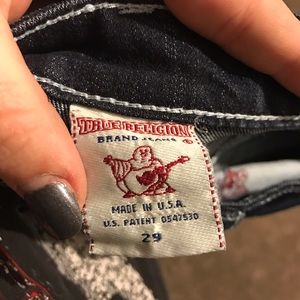 TRUE RELIGION
BRAND JEANS ®
MADE IN U.S.A.
U.S. PATENT 0547530
29